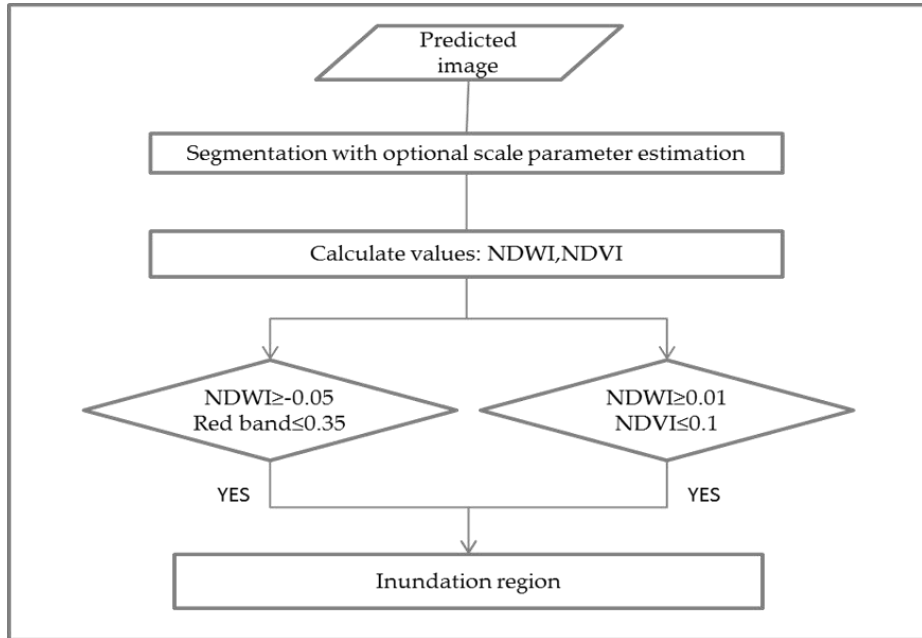 Predicted
image
Segmentation with optional scale parameter estimation
Calculate values: NDWI,NDVI
NDWI≥-0.05
Red band≤0.35
NDWI≥0.01
NDVI≤0.1
YES
YES
Inundation region